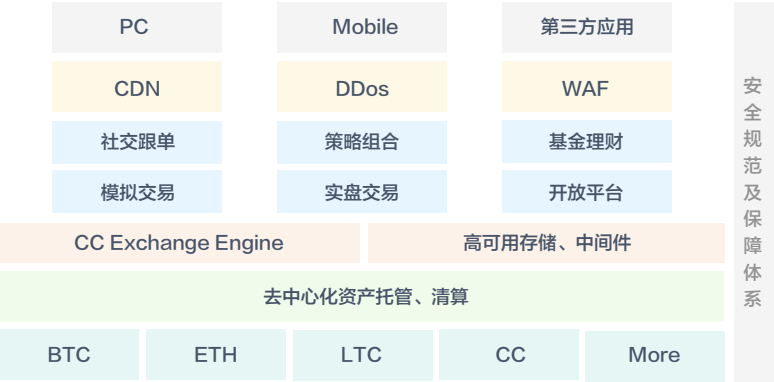 PC
Mobile
第三方应用
CDN
DDos
WAF
社交跟单
策略组合
基金理财
模拟交易
实盘交易
开放平台
CC Exchange Engine
高可用存储、中间件
去中心化资产托管、清算
BTC
ETH
LTC
CC
More
安全规范及保障体系